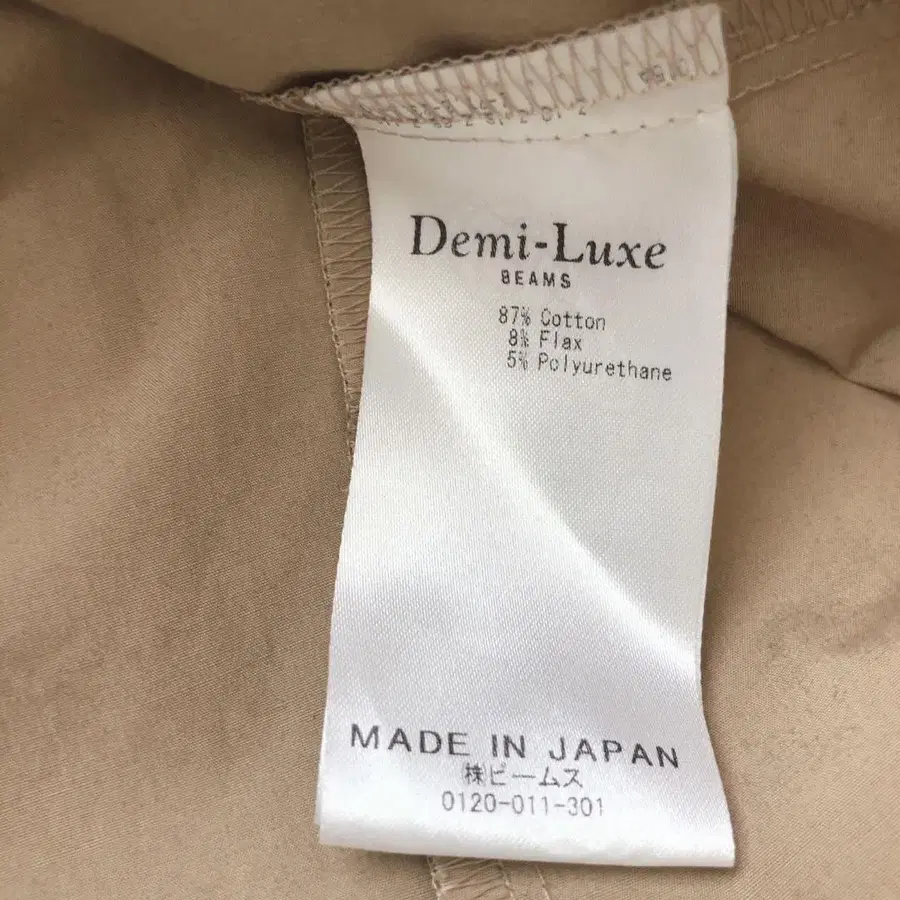 Demi-Luxe
BEAMS
87% Cotton
8% Flax
5% Polyurethane
MADE IN JAPAN
㈱ビームス
0120-011-301